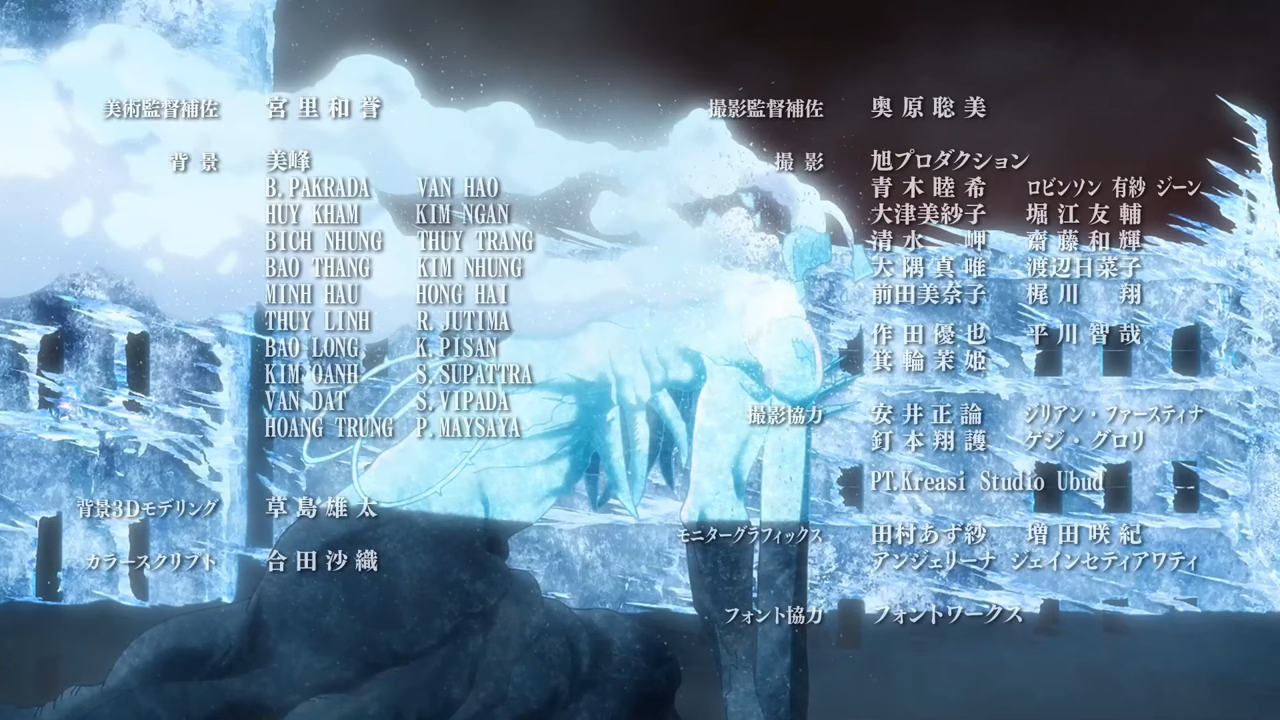 美術監督補佐 宮里和誉
背景 美峰
B.PAKRADA VAN HAO
HUY KHAM KIM NGAN
BICH NHUNG THUY TRANG
BAO THANG KIM NHUNG
MINH HAU HONG HAI
THUY LINH R.JUTIMA
BAO LONG K.PISAN
KIM OANH S.SUPATTRA
VAN DAT S.VIPADA
HOANG TRUNG P.MAYSAYA
背景3Dモデリング 草島雄太
カラースクリプト 合田沙織
撮影監督補佐 奥原聡美
撮影 旭プロダクション
青木睦希 ロビンソン 有紗 ジーン
大津美紗子 堀江友輔
清水岬 齋藤和輝
大隅真唯 渡辺日菜子
前田美奈子 梶川翔
作田優也 平川智哉
箕輪茉姫
撮影協力 安井正論 ジリアン・ファースティナ
釘本翔護 ゲジ・グロリ
PT.Kreasi Studio Ubud
モニターグラフィックス 田村あず紗 増田咲紀
アンジェリーナ ジェインセティアワティ
フォント協力 フォントワークス